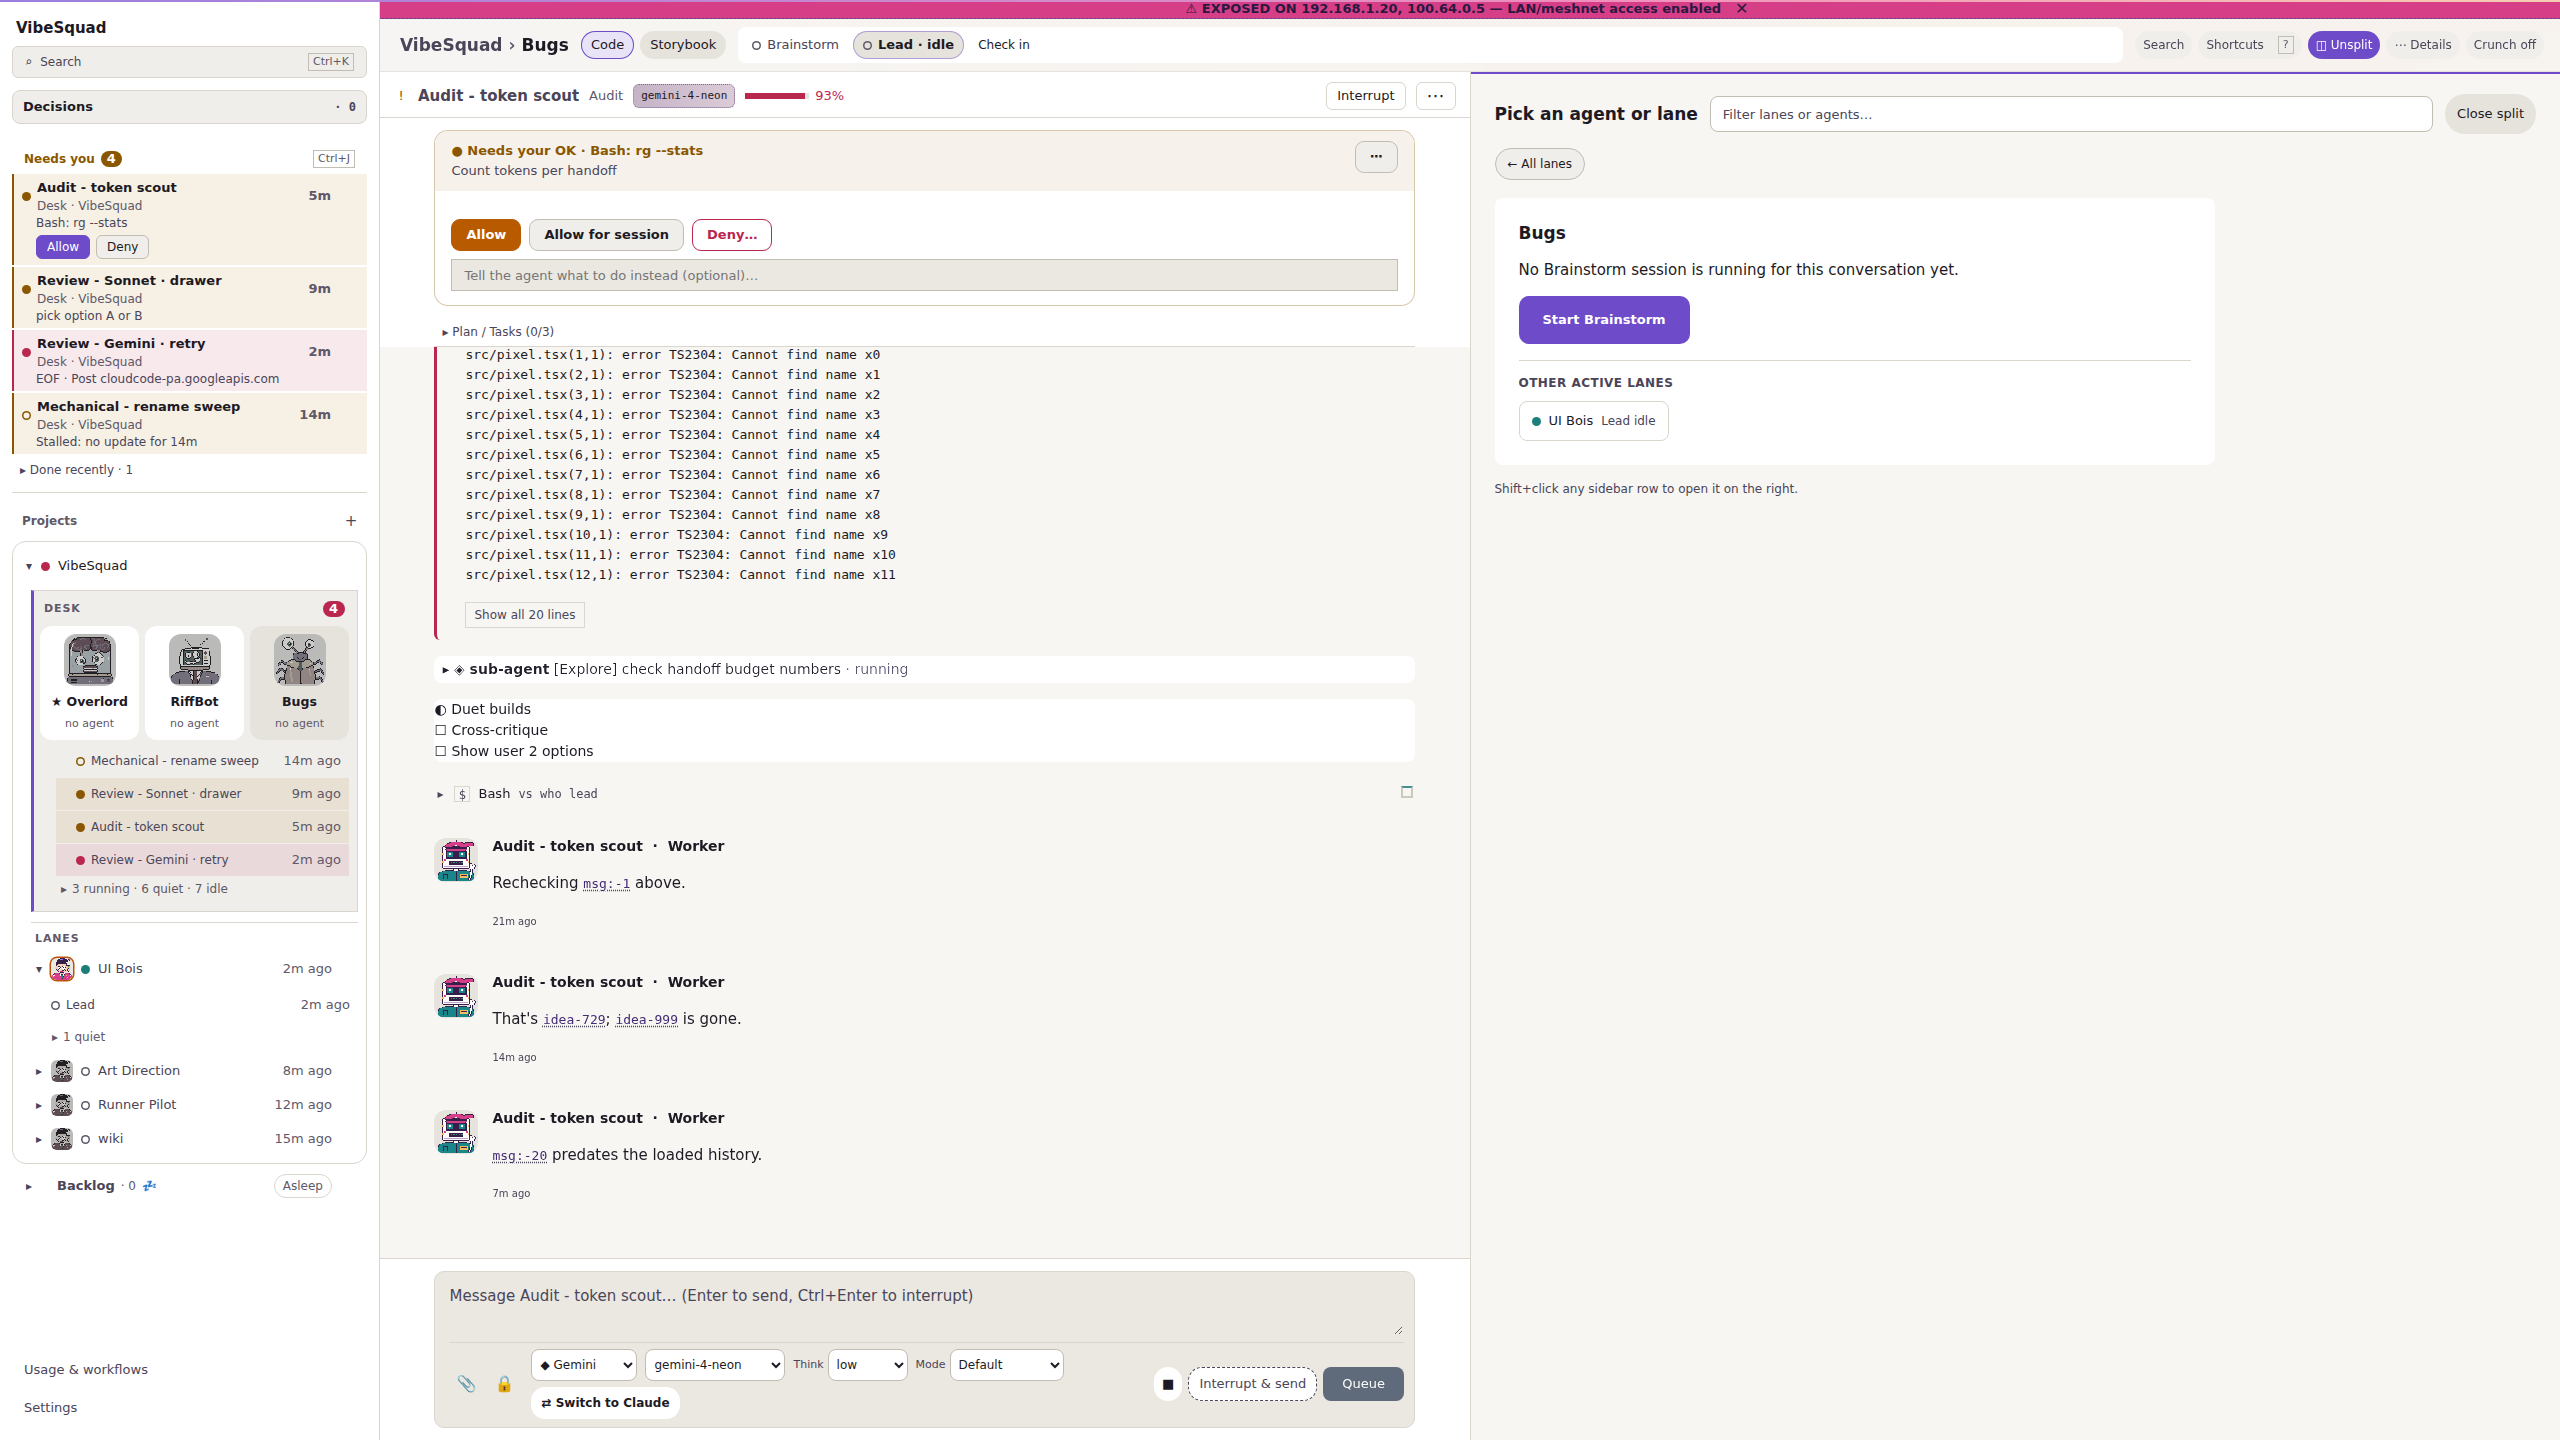 VibeSquad
⌕ Search Ctrl+K
Decisions · 0
Needs you 4 Ctrl+J
Audit - token scout 5m
Desk · VibeSquad
Bash: rg --stats
Allow Deny
Review - Sonnet · drawer 9m
Desk · VibeSquad
pick option A or B
Review - Gemini · retry 2m
Desk · VibeSquad
EOF · Post cloudcode-pa.googleapis.com
Mechanical - rename sweep 14m
Desk · VibeSquad
Stalled: no update for 14m
▸ Done recently · 1
Projects +
▾ VibeSquad
DESK 4
★ Overlord RiffBot Bugs
no agent no agent no agent
Mechanical - rename sweep 14m ago
Review - Sonnet · drawer 9m ago
Audit - token scout 5m ago
Review - Gemini · retry 2m ago
▸ 3 running · 6 quiet · 7 idle
LANES
▾ UI Bois 2m ago
Lead 2m ago
▸ 1 quiet
▸ Art Direction 8m ago
▸ Runner Pilot 12m ago
▸ wiki 15m ago
▸ Backlog · 0 💤 Asleep
Usage & workflows
Settings
⚠ EXPOSED ON 192.168.1.20, 100.64.0.5 — LAN/meshnet access enabled ✕
VibeSquad › Bugs Code Storybook Brainstorm Lead · idle Check in Search Shortcuts ? ◫ Unsplit ⋯ Details Crunch off
! Audit - token scout Audit gemini-4-neon 93% Interrupt ⋯
● Needs your OK · Bash: rg --stats
Count tokens per handoff
⋯
Allow Allow for session Deny…
Tell the agent what to do instead (optional)…
▸ Plan / Tasks (0/3)
src/pixel.tsx(1,1): error TS2304: Cannot find name x0
src/pixel.tsx(2,1): error TS2304: Cannot find name x1
src/pixel.tsx(3,1): error TS2304: Cannot find name x2
src/pixel.tsx(4,1): error TS2304: Cannot find name x3
src/pixel.tsx(5,1): error TS2304: Cannot find name x4
src/pixel.tsx(6,1): error TS2304: Cannot find name x5
src/pixel.tsx(7,1): error TS2304: Cannot find name x6
src/pixel.tsx(8,1): error TS2304: Cannot find name x7
src/pixel.tsx(9,1): error TS2304: Cannot find name x8
src/pixel.tsx(10,1): error TS2304: Cannot find name x9
src/pixel.tsx(11,1): error TS2304: Cannot find name x10
src/pixel.tsx(12,1): error TS2304: Cannot find name x11
Show all 20 lines
▸ ◈ sub-agent [Explore] check handoff budget numbers · running
◐ Duet builds
☐ Cross-critique
☐ Show user 2 options
▸ $ Bash vs who lead
Audit - token scout · Worker
Rechecking msg:-1 above.
21m ago
Audit - token scout · Worker
That's idea-729; idea-999 is gone.
14m ago
Audit - token scout · Worker
msg:-20 predates the loaded history.
7m ago
Message Audit - token scout… (Enter to send, Ctrl+Enter to interrupt)
📎 🔒 ◆ Gemini gemini-4-neon Think low Mode Default
⇄ Switch to Claude
■ Interrupt & send Queue
Pick an agent or lane Filter lanes or agents… Close split
← All lanes
Bugs
No Brainstorm session is running for this conversation yet.
Start Brainstorm
OTHER ACTIVE LANES
UI Bois Lead idle
Shift+click any sidebar row to open it on the right.